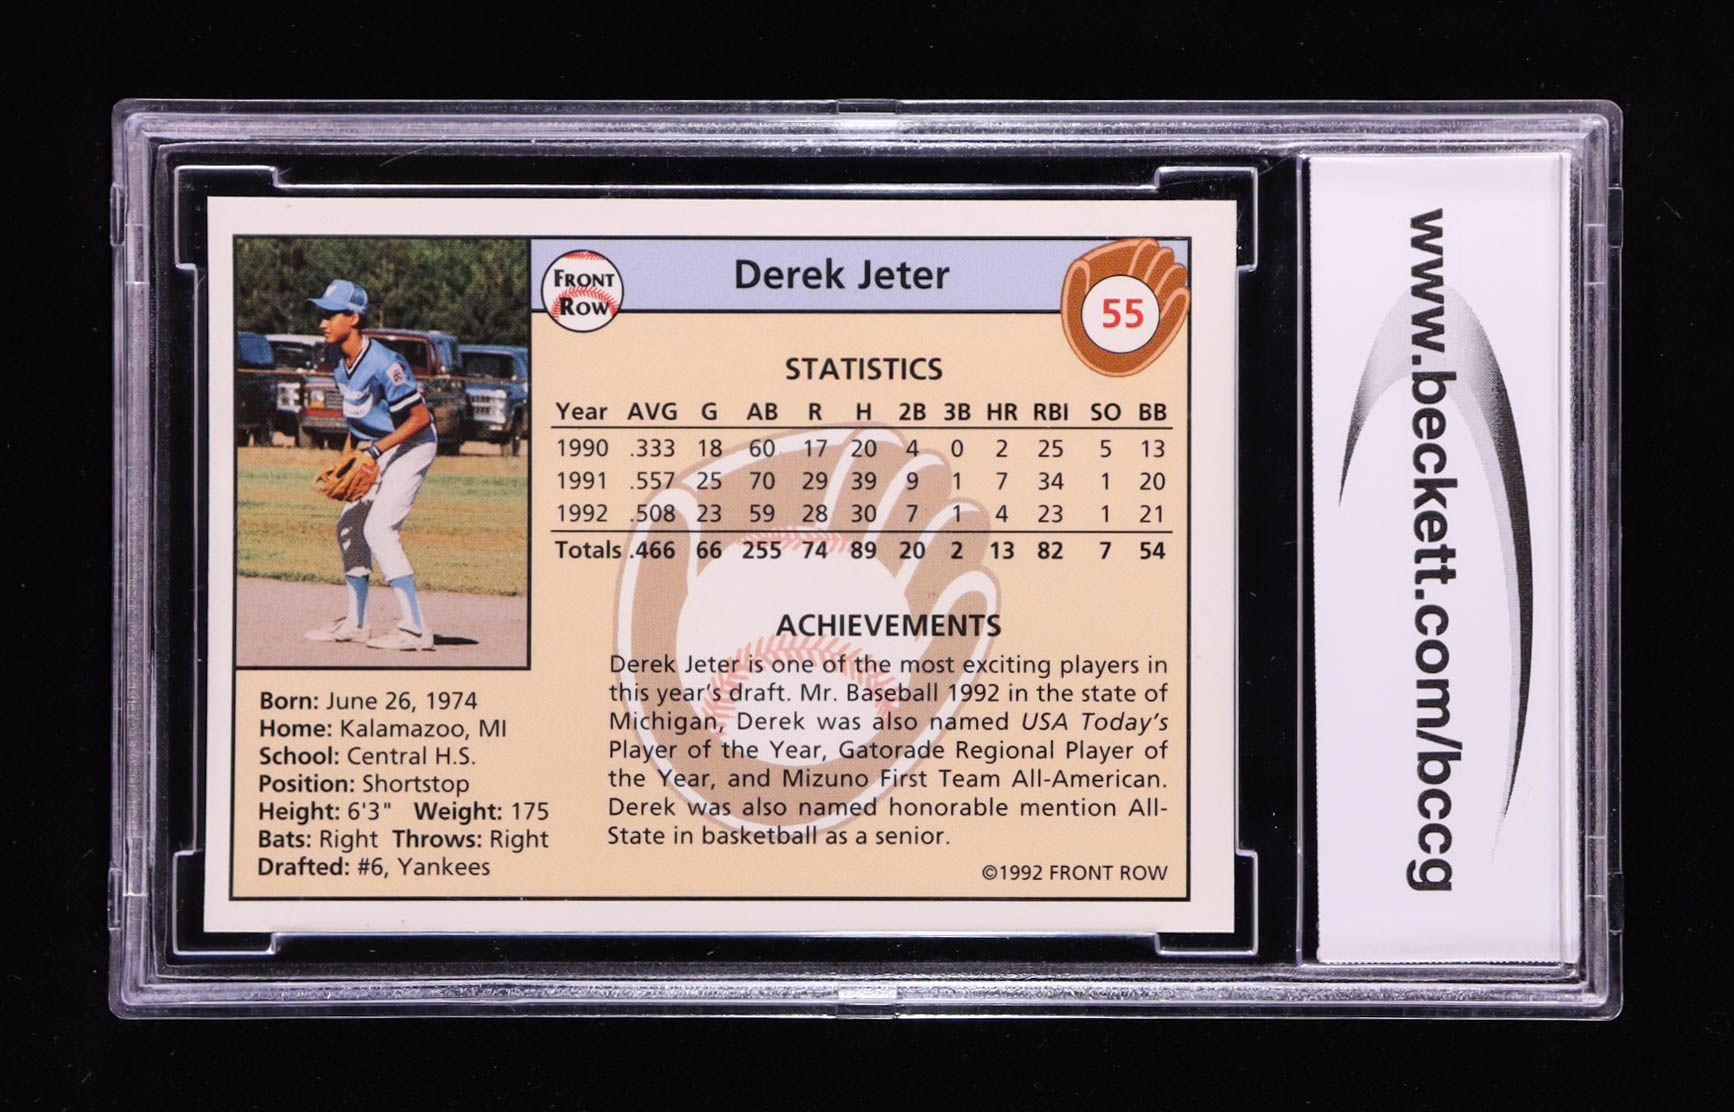 FRONT
ROW
Derek Jeter
55
STATISTICS
Year AVG G AB R H 2B 3B HR RBI SO BB
1990 .333 18 60 17 20 4 0 2 25 5 13
1991 .557 25 70 29 39 9 1 7 34 1 20
1992 .508 23 59 28 30 7 1 4 23 1 21
Totals .466 66 255 74 89 20 2 13 82 7 54
ACHIEVEMENTS
Derek Jeter is one of the most exciting players in
this year's draft. Mr. Baseball 1992 in the state of
Michigan, Derek was also named USA Today's
Player of the Year, Gatorade Regional Player of
the Year, and Mizuno First Team All-American.
Derek was also named honorable mention All-
State in basketball as a senior.
©1992 FRONT ROW
Born: June 26, 1974
Home: Kalamazoo, MI
School: Central H.S.
Position: Shortstop
Height: 6'3" Weight: 175
Bats: Right Throws: Right
Drafted: #6, Yankees
www.beckett.com/bccg